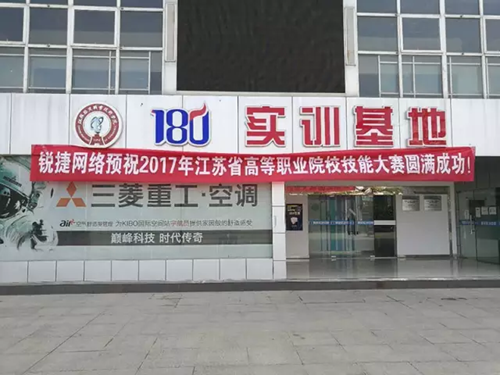 180 实训基地
锐捷网络预祝2017年江苏省高等职业院校技能大赛圆满成功!
三菱重工·空调
巅峰科技 时代传奇